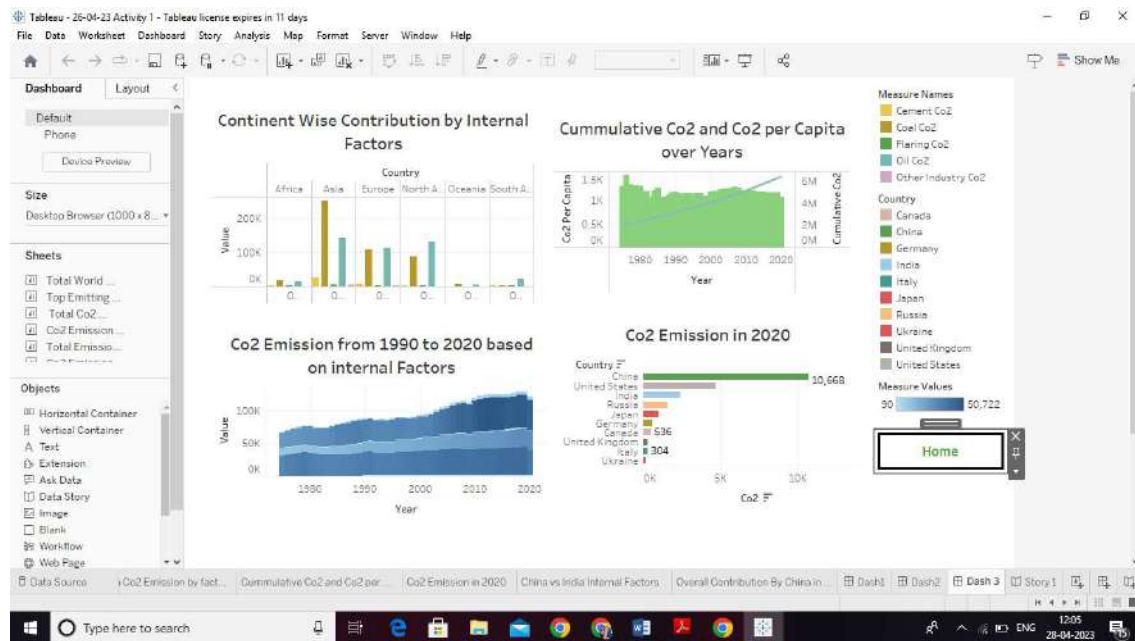 Tableau - 26-04-23 Activity 1 - Tableau license expires in 11 days
File Data Worksheet Dashboard Story Analysis Map Format Server Window Help
Show Me
Dashboard Layout
Default
Phone
Device Preview
Size
Desktop Browser (1000 x 8...
Sheets
Total World ...
Top Emitting ...
Total Co2 ...
Co2 Emission ...
Total Emissio...
Objects
Horizontal Container
Vertical Container
Text
Extension
Ask Data
Data Story
Image
Blank
Workflow
Web Page
Continent Wise Contribution by Internal
Factors
Country
Africa Asia Europe North A.. Oceania South A..
Value
200K
100K
0K
O.. O.. O.. O.. O..
Cummulative Co2 and Co2 per Capita
over Years
Co2 Per Capita
1.5K
1K
0.5K
0K
6M
4M
2M
0M
Cumulative Co2
1980 1990 2000 2010 2020
Year
Co2 Emission from 1990 to 2020 based
on internal Factors
Value
100K
50K
0K
1980 1990 2000 2010 2020
Year
Co2 Emission in 2020
Country
China 10,668
United States
India
Russia
Japan
Germany
Canada 536
United Kingdom
Italy 304
Ukraine
0K 5K 10K
Co2
Measure Names
Cement Co2
Coal Co2
Flaring Co2
Oil Co2
Other Industry Co2
Country
Canada
China
Germany
India
Italy
Japan
Russia
Ukraine
United Kingdom
United States
Measure Values
90 50,722
Home
Data Source Co2 Emission by fact... Cummulative Co2 and Co2 per ... Co2 Emission in 2020 China vs India Internal Factors Overall Contribution By China in ... Dash1 Dash2 Dash 3 Story 1
Type here to search
ENG
12:05
28-04-2023